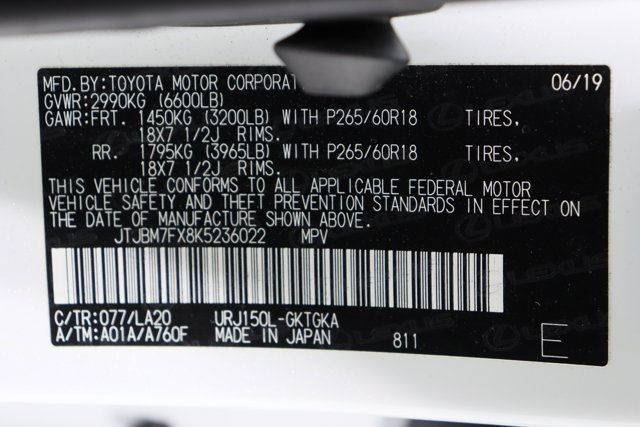 MFD. BY: TOYOTA MOTOR 06/19
GVWR: 2990KG (6600LB)
GAWR: FRT. 1450KG (3200LB) WITH P265/60R18 TIRES,
18X7 1/2J RIMS.
RR. 1795KG (3965LB) WITH P265/60R18 TIRES,
18X7 1/2J RIMS.
THIS VEHICLE CONFORMS TO ALL APPLICABLE FEDERAL MOTOR
VEHICLE SAFETY AND THEFT PREVENTION STANDARDS IN EFFECT ON
THE DATE OF MANUFACTURE SHOWN ABOVE.
JTJBM7FX8K5236022 MPV
C/TR: 077/LA20 URJ150L-GKTGKA
A/TM: A01A/A760F MADE IN JAPAN 811 E